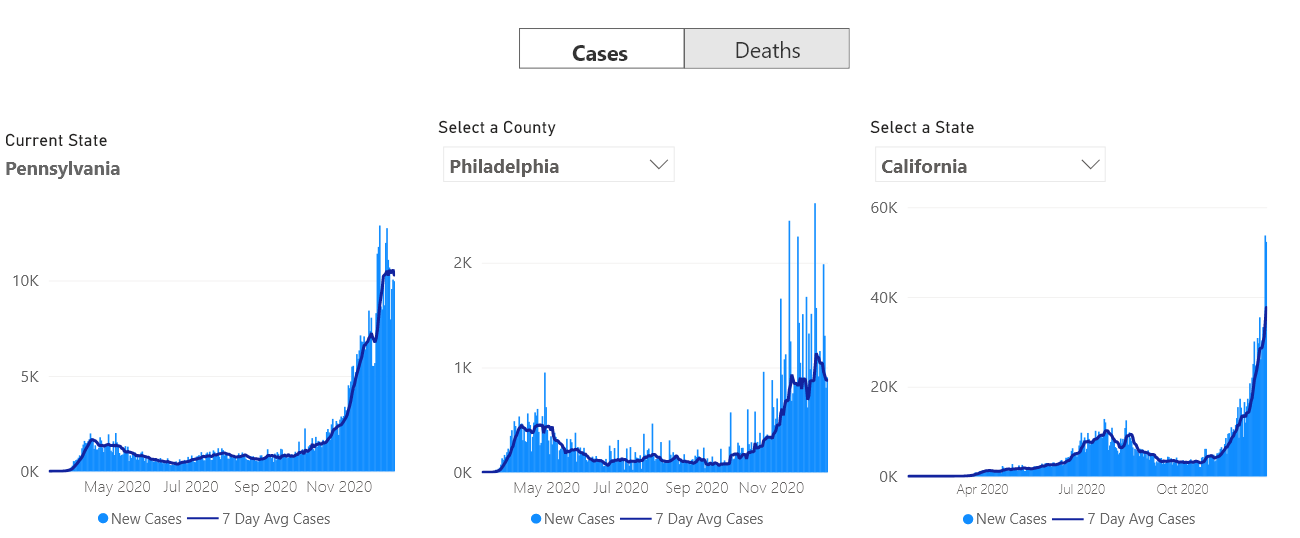 Cases
Deaths
Current State
Pennsylvania
10K
5K
0K
May 2020 Jul 2020 Sep 2020 Nov 2020
New Cases 7 Day Avg Cases
Select a County
Philadelphia
2K
1K
0K
May 2020 Jul 2020 Sep 2020 Nov 2020
New Cases 7 Day Avg Cases
Select a State
California
60K
40K
20K
0K
Apr 2020 Jul 2020 Oct 2020
New Cases 7 Day Avg Cases